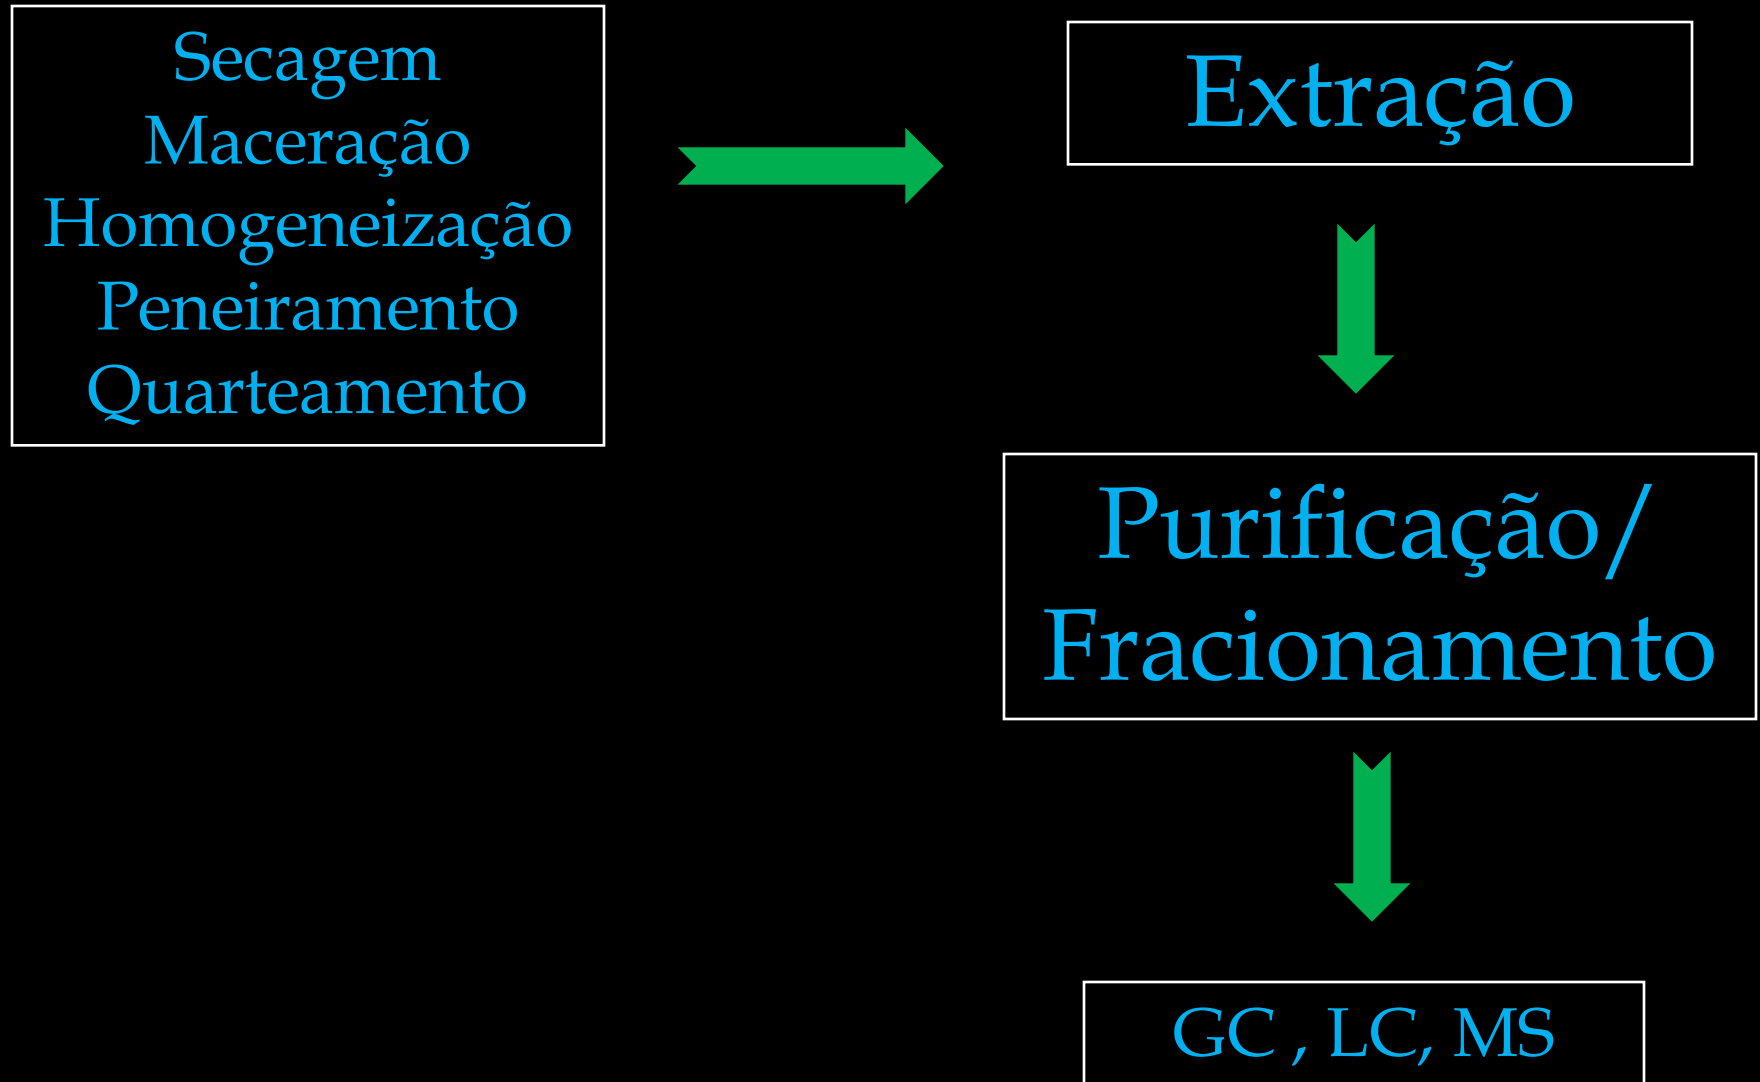 Secagem
Maceração
Homogeneização
Peneiramento
Quarteamento
Extração
Purificação/
Fracionamento
GC , LC, MS